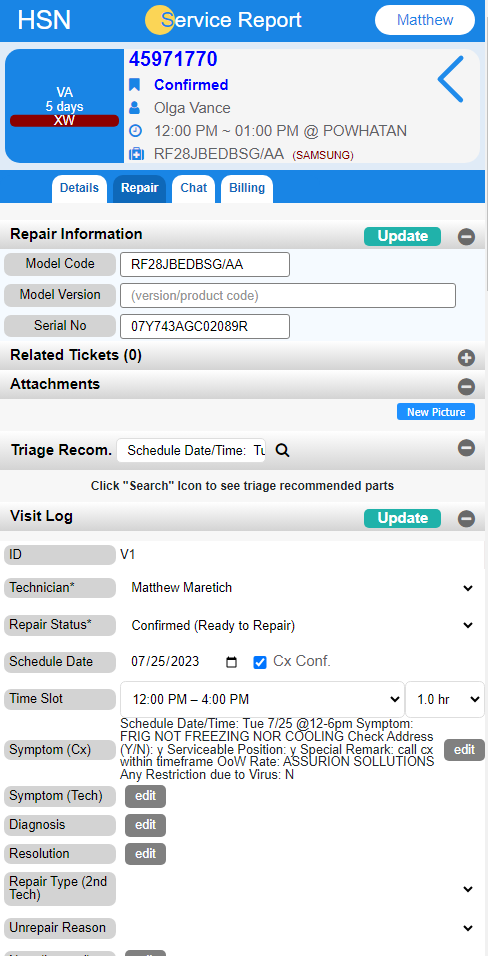 HSN
Service Report
Matthew
VA
5 days
XW
45971770
Confirmed
Olga Vance
12:00 PM ~ 01:00 PM @ POWHATAN
RF28JBEDBSG/AA (SAMSUNG)
Details
Repair
Chat
Billing
Repair Information
Update
Model Code
RF28JBEDBSG/AA
Model Version
(version/product code)
Serial No
07Y743AGC02089R
Related Tickets (0)
Attachments
New Picture
Triage Recom.
Schedule Date/Time: Tu
Click "Search" Icon to see triage recommended parts
Visit Log
Update
ID
V1
Technician*
Matthew Maretich
Repair Status*
Confirmed (Ready to Repair)
Schedule Date
07/25/2023
Cx Conf.
Time Slot
12:00 PM – 4:00 PM
1.0 hr
Symptom (Cx)
Schedule Date/Time: Tue 7/25 @12-6pm Symptom:
FRIG NOT FREEZING NOR COOLING Check Address
(Y/N): y Serviceable Position: y Special Remark: call cx
within timeframe OoW Rate: ASSURION SOLLUTIONS
Any Restriction due to Virus: N
edit
Symptom (Tech)
edit
Diagnosis
edit
Resolution
edit
Repair Type (2nd
Tech)
Unrepair Reason